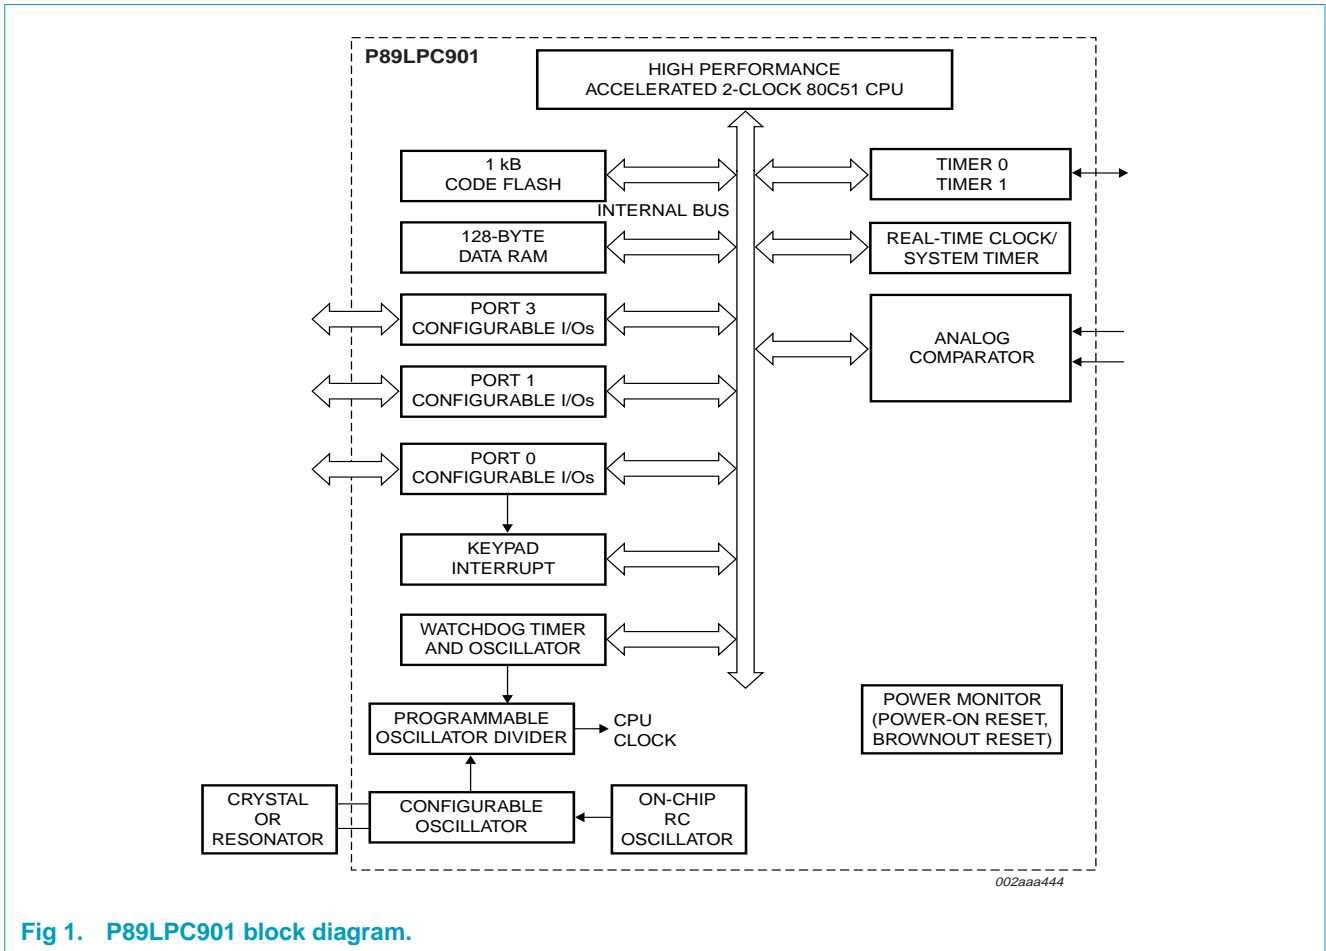 P89LPC901
HIGH PERFORMANCE
ACCELERATED 2-CLOCK 80C51 CPU
1 kB
CODE FLASH
TIMER 0
TIMER 1
INTERNAL BUS
128-BYTE
DATA RAM
REAL-TIME CLOCK/
SYSTEM TIMER
PORT 3
CONFIGURABLE I/Os
ANALOG
COMPARATOR
PORT 1
CONFIGURABLE I/Os
PORT 0
CONFIGURABLE I/Os
KEYPAD
INTERRUPT
WATCHDOG TIMER
AND OSCILLATOR
POWER MONITOR
(POWER-ON RESET,
BROWNOUT RESET)
PROGRAMMABLE
OSCILLATOR DIVIDER
CPU
CLOCK
CRYSTAL
OR
RESONATOR
CONFIGURABLE
OSCILLATOR
ON-CHIP
RC
OSCILLATOR
002aaa444
Fig 1. P89LPC901 block diagram.